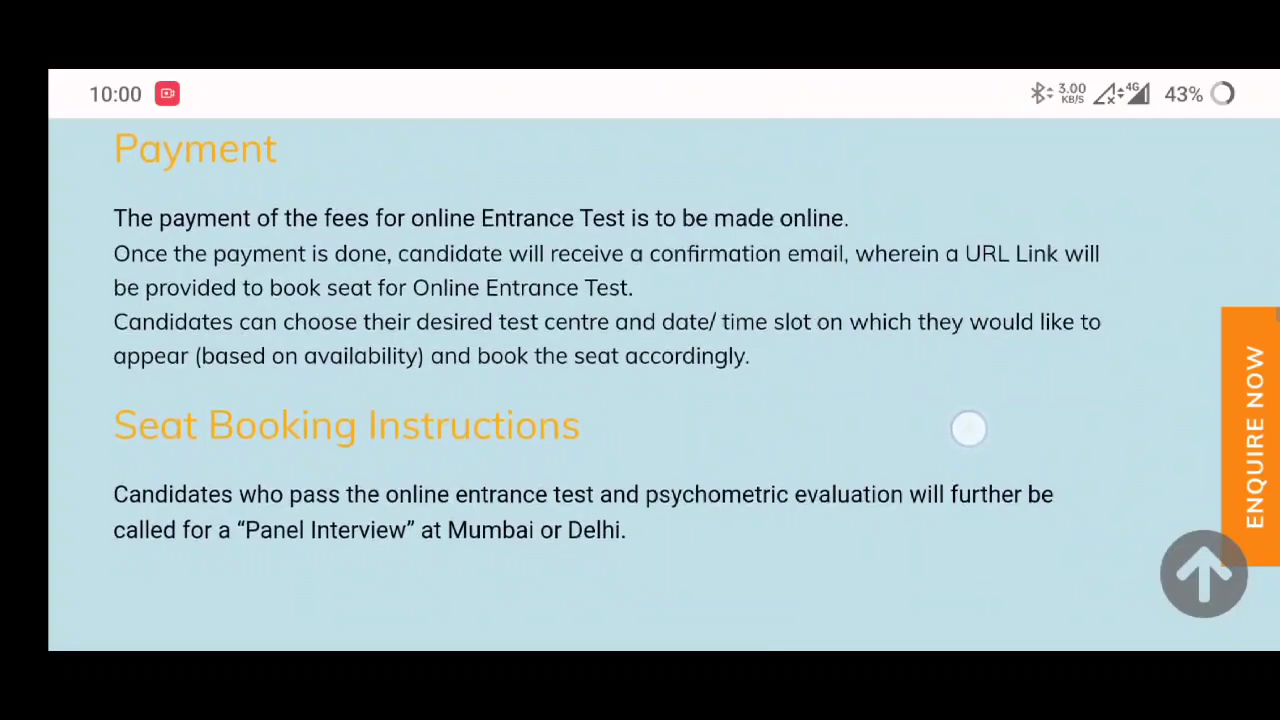 10:00
3.00
KB/S
4G
43%
Payment
The payment of the fees for online Entrance Test is to be made online.
Once the payment is done, candidate will receive a confirmation email, wherein a URL Link will
be provided to book seat for Online Entrance Test.
Candidates can choose their desired test centre and date/ time slot on which they would like to
appear (based on availability) and book the seat accordingly.
ENQUIRE NOW
Seat Booking Instructions
Candidates who pass the online entrance test and psychometric evaluation will further be
called for a “Panel Interview” at Mumbai or Delhi.